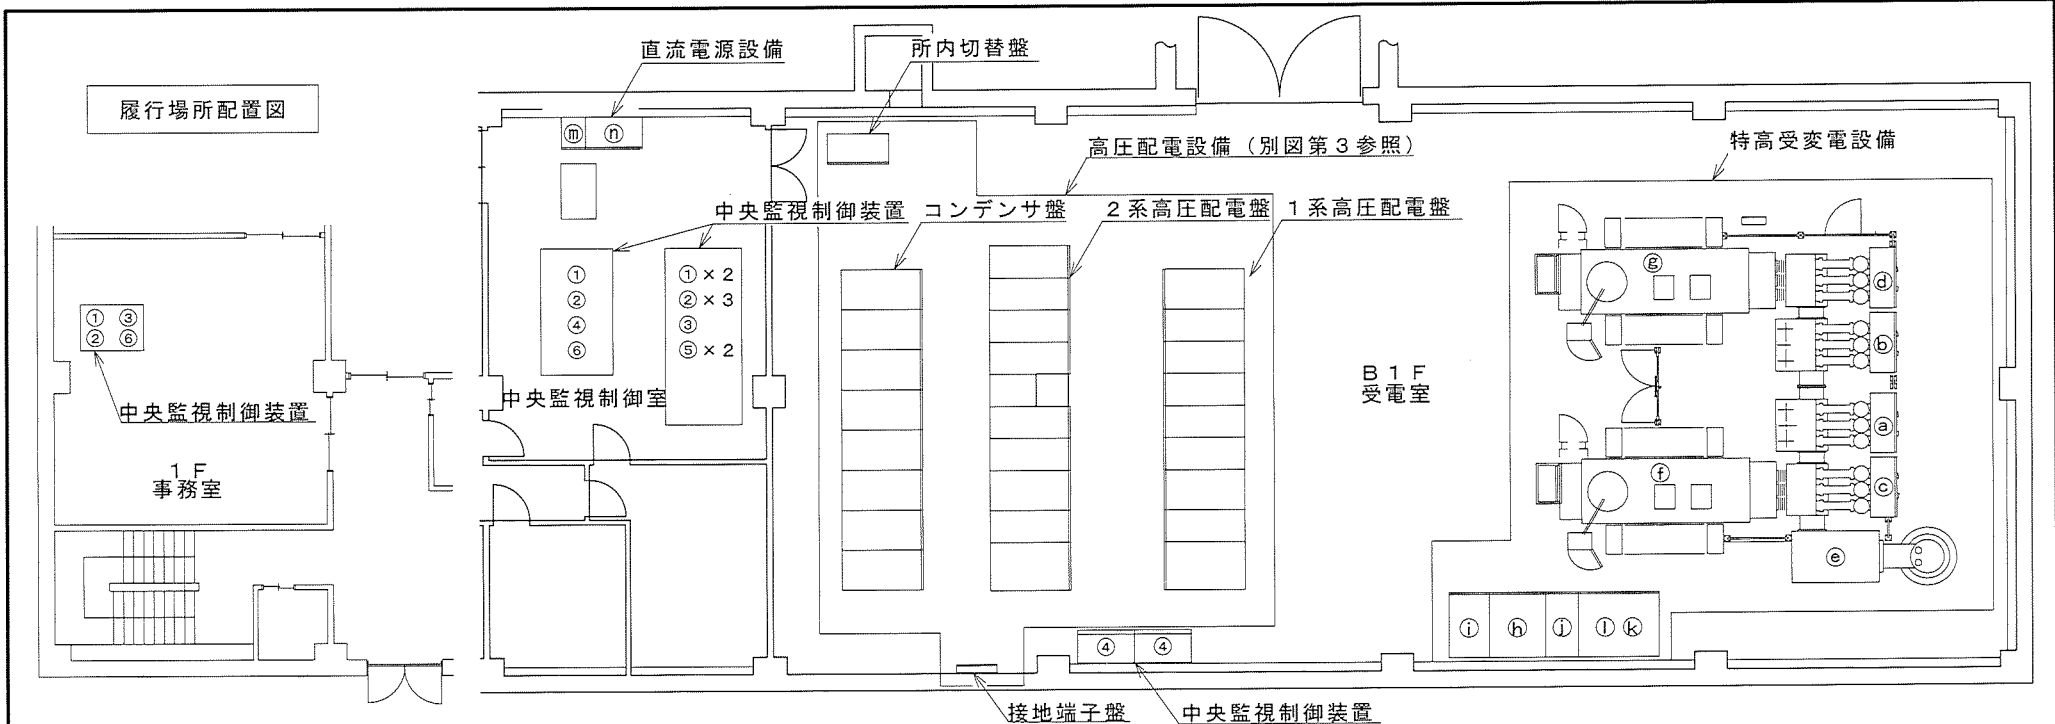 履行場所配置図
直流電源設備
所内切替盤
高圧配電設備（別図第３参照）
特高受変電設備
ⓜ ⓝ
中央監視制御装置
コンデンサ盤
２系高圧配電盤
１系高圧配電盤
① ③
② ⑥
中央監視制御装置
１Ｆ
事務室
①
②
④
⑥
①×２
②×３
③
⑤×２
中央監視制御室
Ｂ１Ｆ
受電室
ⓖ
ⓓ
ⓑ
ⓐ
ⓕ
ⓒ
ⓔ
ⓘ ⓗ ⓙ ⓛ ⓚ
④ ④
接地端子盤
中央監視制御装置